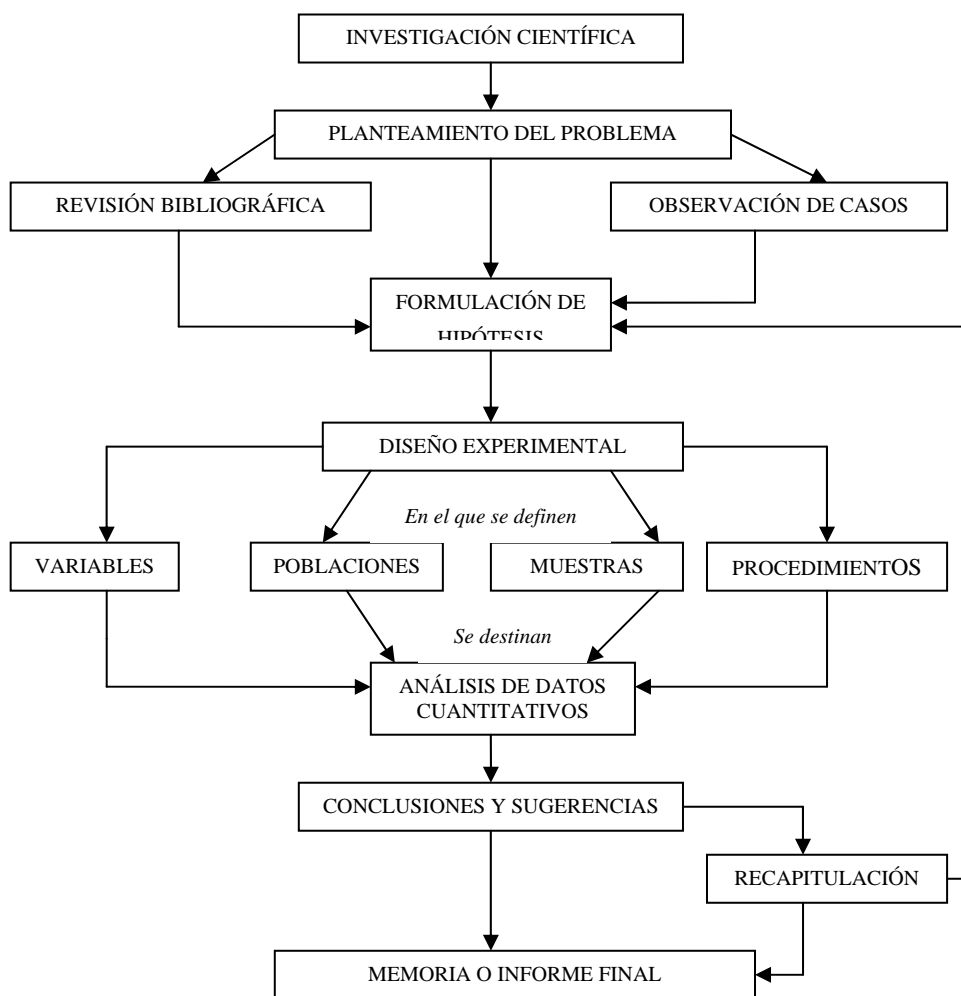 INVESTIGACIÓN CIENTÍFICA
PLANTEAMIENTO DEL PROBLEMA
REVISIÓN BIBLIOGRÁFICA
OBSERVACIÓN DE CASOS
FORMULACIÓN DE
HIPÓTESIS
DISEÑO EXPERIMENTAL
En el que se definen
VARIABLES
POBLACIONES
MUESTRAS
PROCEDIMIENTOS
Se destinan
ANÁLISIS DE DATOS
CUANTITATIVOS
CONCLUSIONES Y SUGERENCIAS
RECAPITULACIÓN
MEMORIA O INFORME FINAL